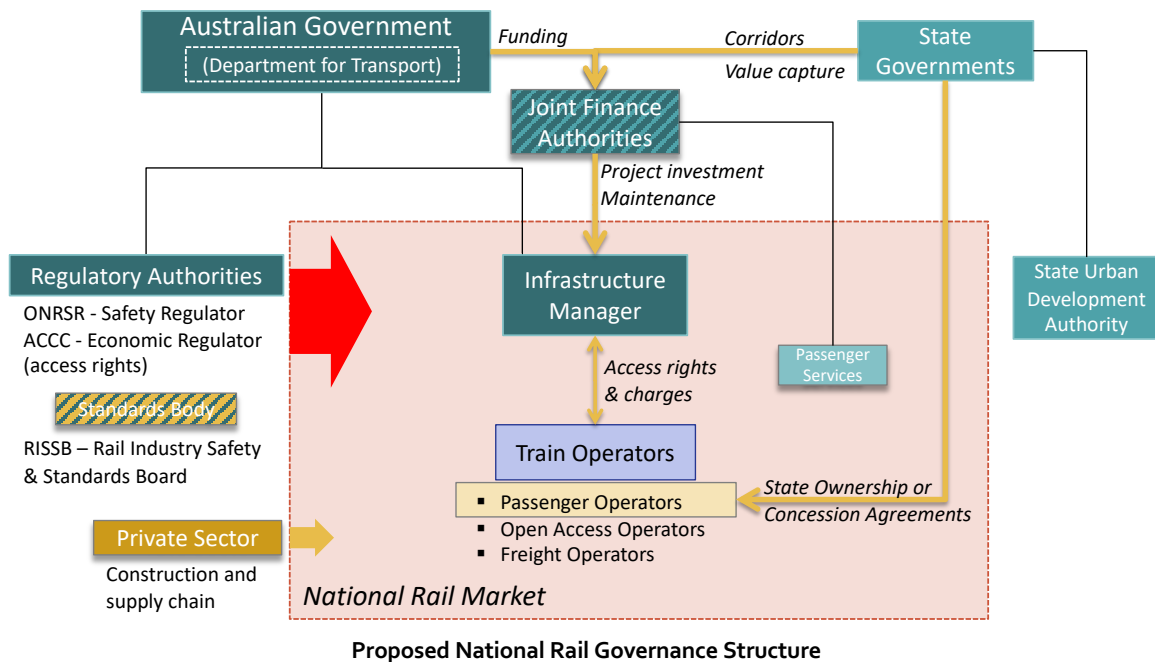 Australian Government
(Department for Transport)
Funding
Corridors
Value capture
State
Governments
Joint Finance
Authorities
Project investment
Maintenance
Regulatory Authorities
ONRSR - Safety Regulator
ACCC - Economic Regulator
(access rights)
Standards Body
RISSB – Rail Industry Safety
& Standards Board
Infrastructure
Manager
State Urban
Development
Authority
Access rights
& charges
Passenger
Services
Train Operators
▪ Passenger Operators
▪ Open Access Operators
▪ Freight Operators
State Ownership or
Concession Agreements
Private Sector
Construction and
supply chain
National Rail Market
Proposed National Rail Governance Structure